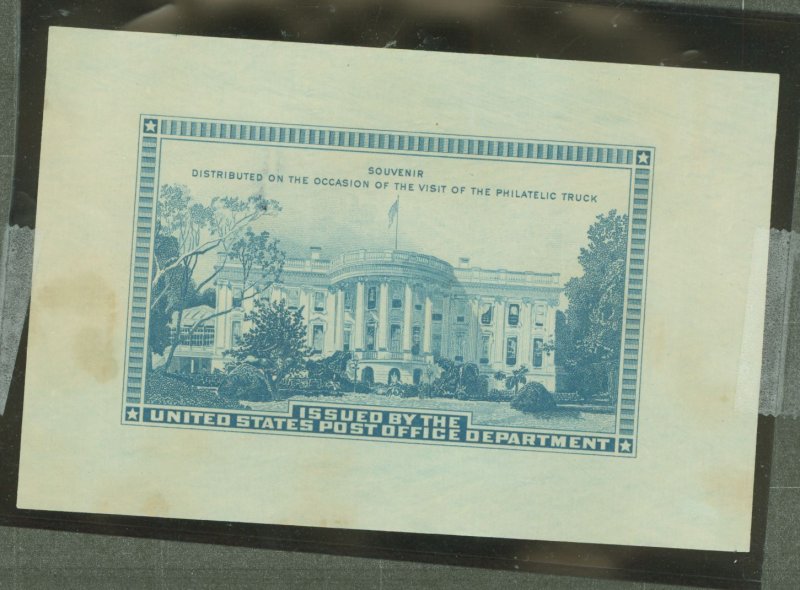 SOUVENIR
DISTRIBUTED ON THE OCCASION OF THE VISIT OF THE PHILATELIC TRUCK
ISSUED BY THE
UNITED STATES POST OFFICE DEPARTMENT